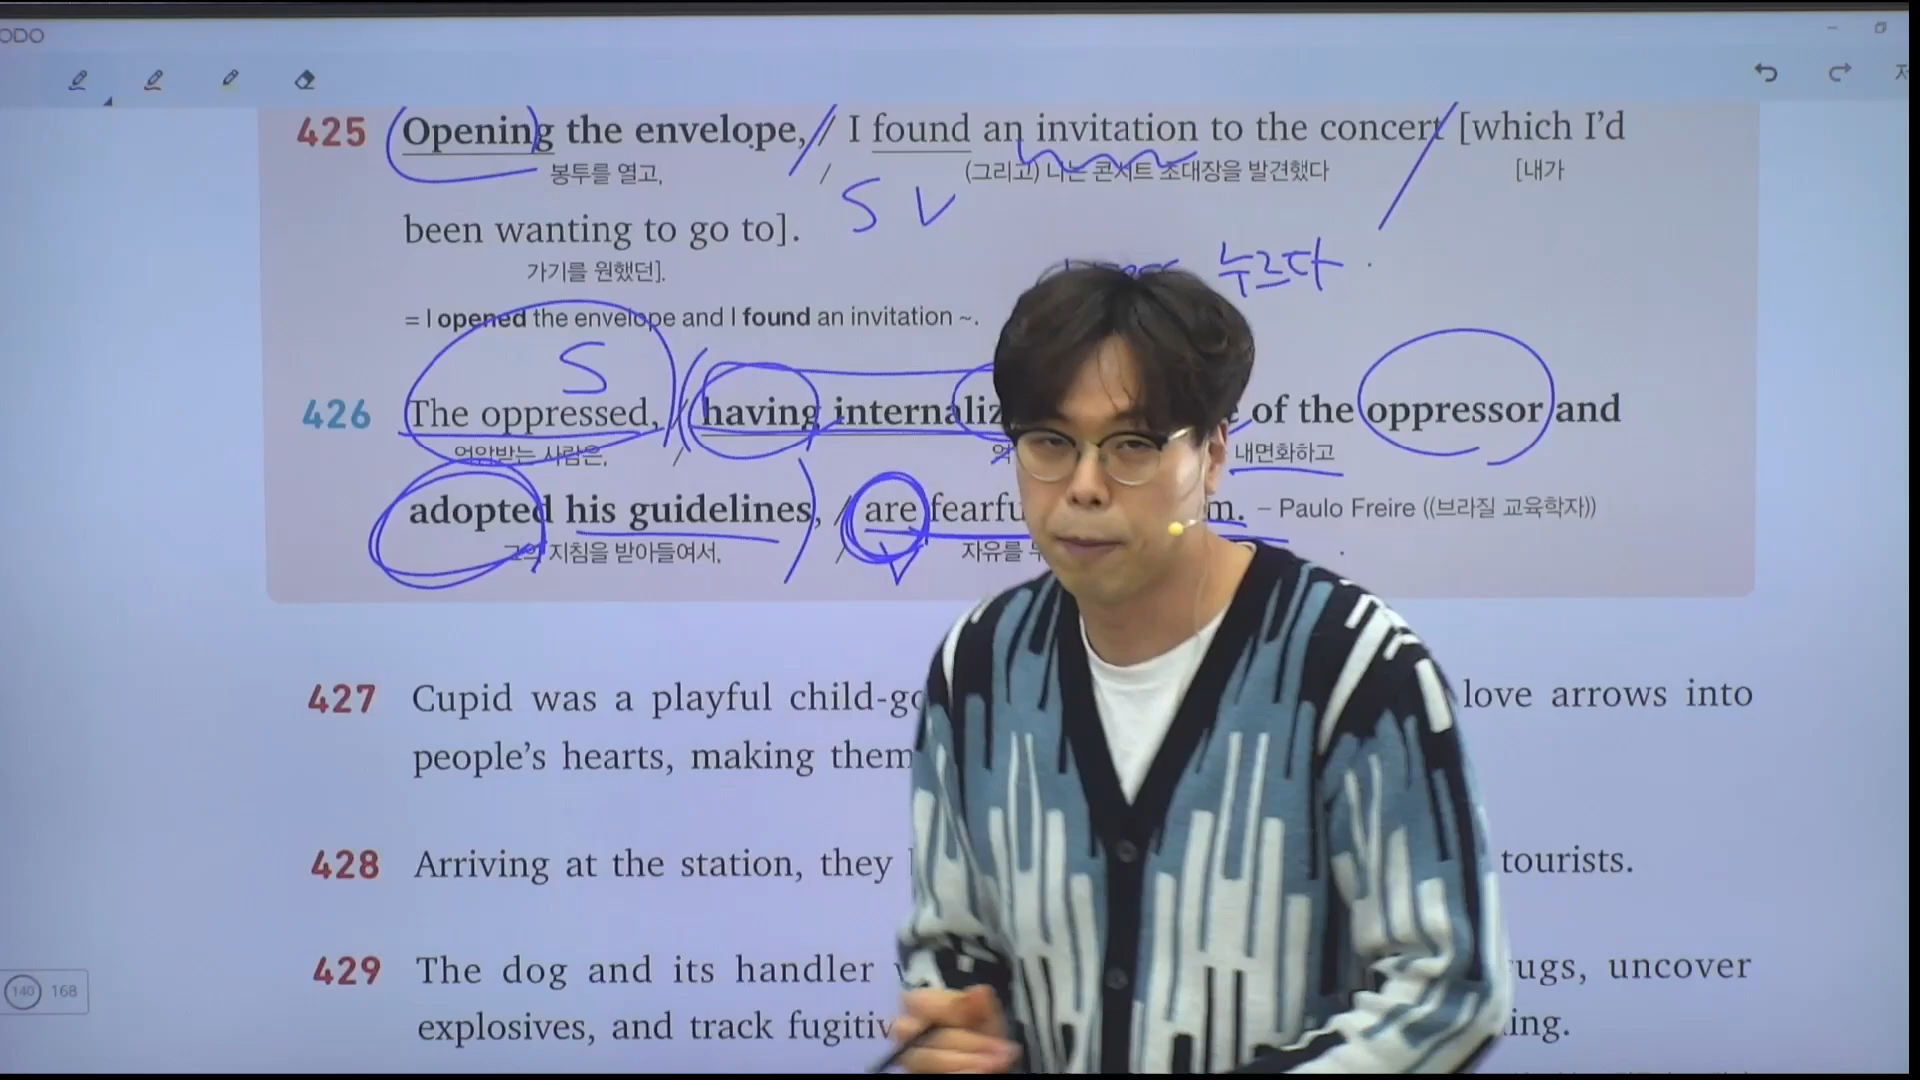 ODO
425 Opening the envelope, / I found an invitation to the concert [which I'd
봉투를 열고, / (그리고) 나는 콘서트 초대장을 발견했다 [내가
S V
been wanting to go to].
가기를 원했던].
누르다
= I opened the envelope and I found an invitation ~.
S
426 The oppressed, / having of the oppressor and
억압받는 사람은, / 내면화하고
adopted his guidelines, / are – Paulo Freire ((브라질 교육학자))
그의 지침을 받아들여서, / 자유를
V
427 Cupid was a playful love arrows into
people's hearts, making them
428 Arriving at the station, they tourists.
429 The dog and its handler uncover
explosives, and track
140 168